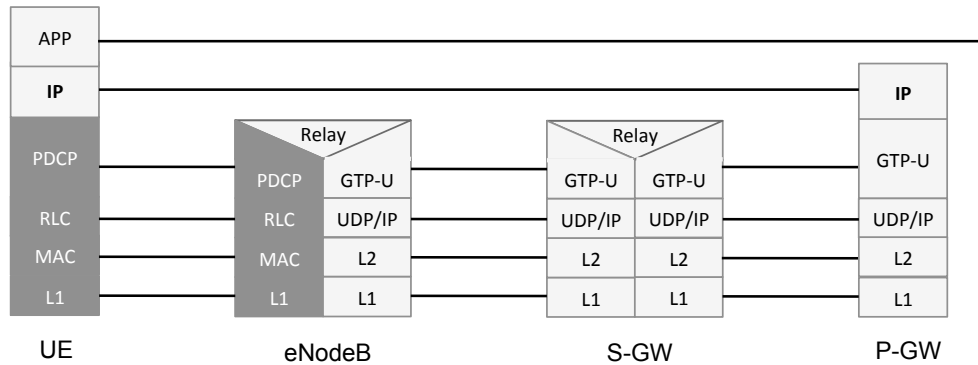 APP
IP
IP
Relay
Relay
PDCP
GTP-U
PDCP
GTP-U
GTP-U
GTP-U
RLC
RLC
UDP/IP
UDP/IP
UDP/IP
UDP/IP
MAC
MAC
L2
L2
L2
L2
L1
L1
L1
L1
L1
L1
UE
eNodeB
S-GW
P-GW